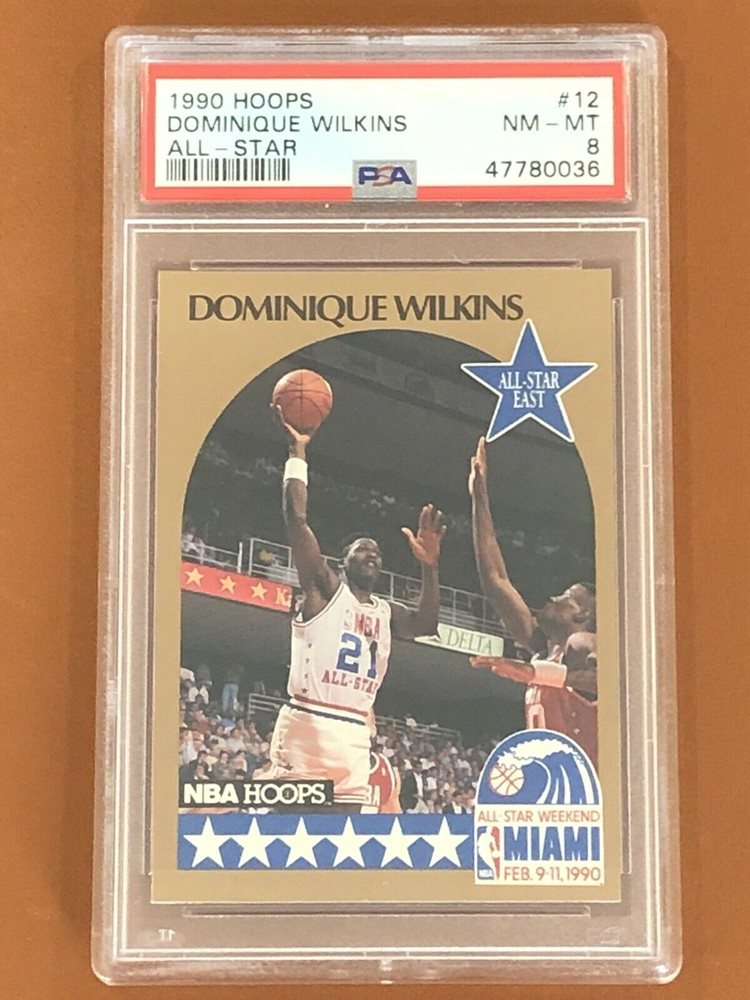 1990 HOOPS #12
DOMINIQUE WILKINS NM - MT
ALL - STAR 8
PSA 47780036
DOMINIQUE WILKINS
ALL-STAR
EAST
NBA
21
ALL-STAR
DELTA
NBA HOOPS
ALL-STAR WEEKEND
MIAMI
FEB. 9-11, 1990